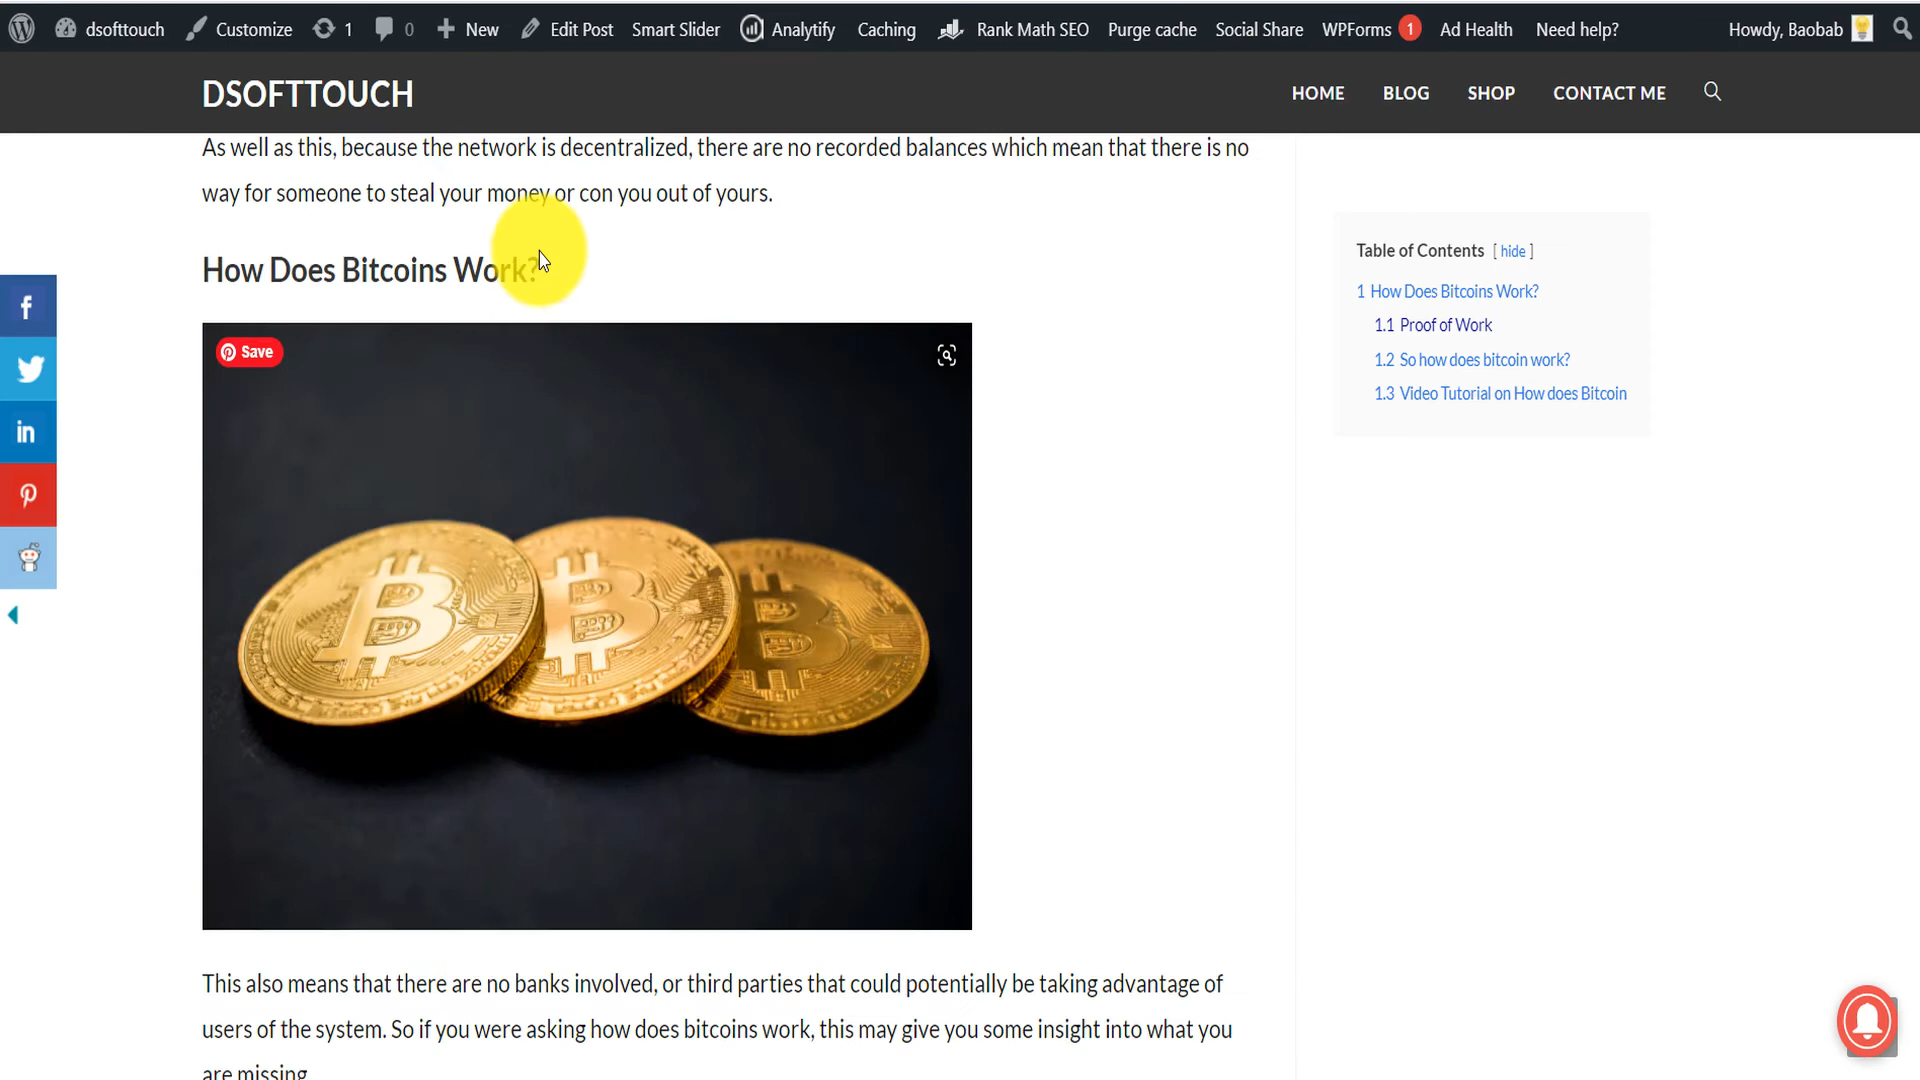 dsofttouch Customize 1 0 New Edit Post Smart Slider Analytify Caching Rank Math SEO Purge cache Social Share WPForms 1 Ad Health Need help? Howdy, Baobab
DSOFTTOUCH
HOME BLOG SHOP CONTACT ME
As well as this, because the network is decentralized, there are no recorded balances which mean that there is no
way for someone to steal your money or con you out of yours.
How Does Bitcoins Work?
Save
Table of Contents [ hide ]
1 How Does Bitcoins Work?
1.1 Proof of Work
1.2 So how does bitcoin work?
1.3 Video Tutorial on How does Bitcoin
This also means that there are no banks involved, or third parties that could potentially be taking advantage of
users of the system. So if you were asking how does bitcoins work, this may give you some insight into what you
are missing